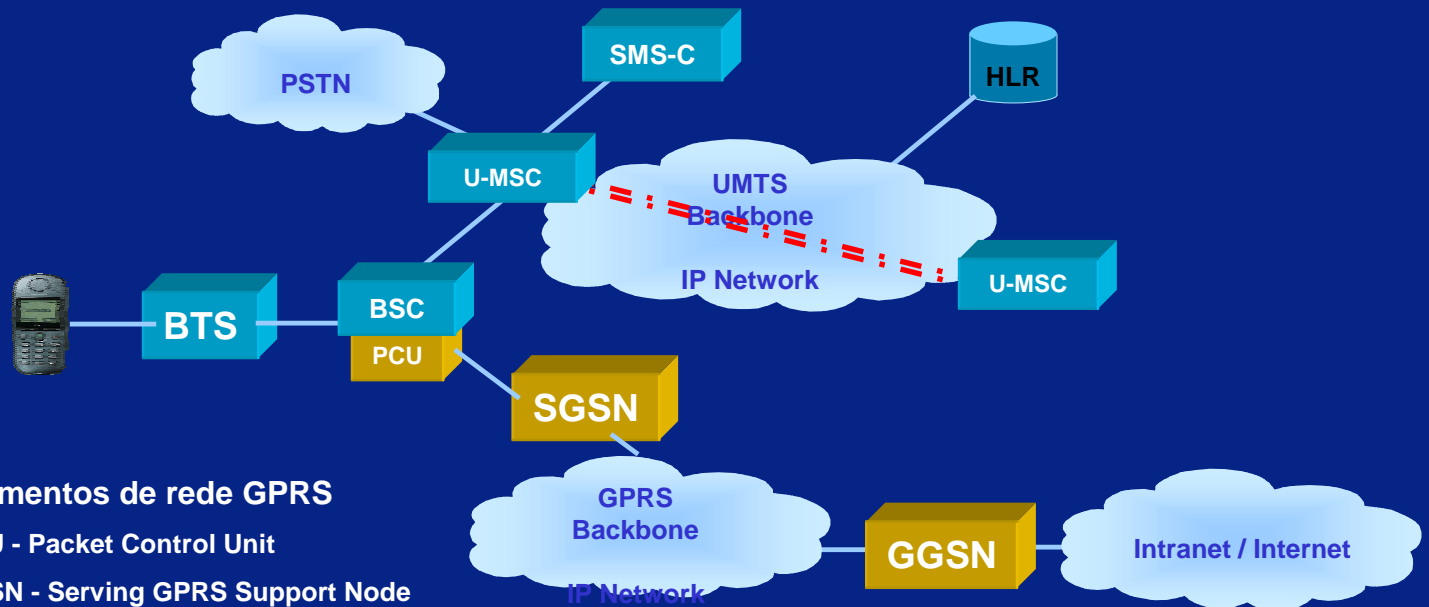 SMS-C
PSTN
HLR
U-MSC
UMTS
Backbone
IP Network
U-MSC
BTS
BSC
PCU
SGSN
mentos de rede GPRS
- Packet Control Unit
SN - Serving GPRS Support Node
GPRS
Backbone
IP Network
GGSN
Intranet / Internet